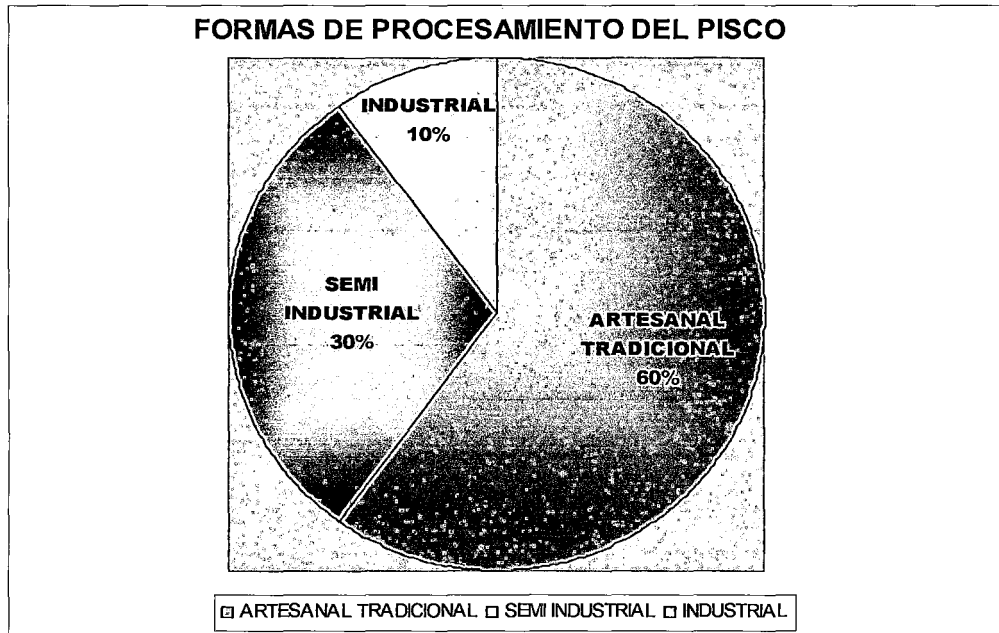 FORMAS DE PROCESAMIENTO DEL PISCO
INDUSTRIAL
10%
SEMI
INDUSTRIAL
30%
ARTESANAL
TRADICIONAL
60%
ARTESANAL TRADICIONAL SEMI INDUSTRIAL INDUSTRIAL